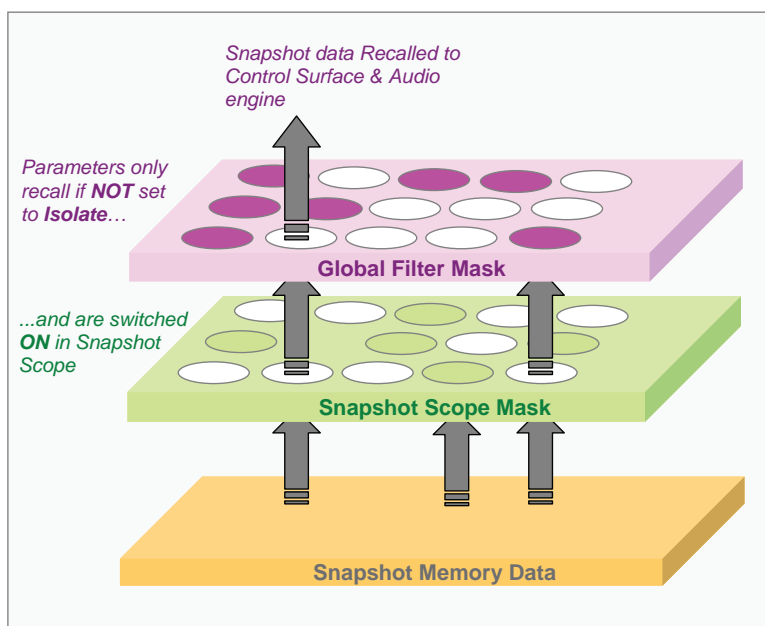 Snapshot data Recalled to
Control Surface & Audio
engine
Parameters only
recall if NOT set
to Isolate…
Global Filter Mask
...and are switched
ON in Snapshot
Scope
Snapshot Scope Mask
Snapshot Memory Data